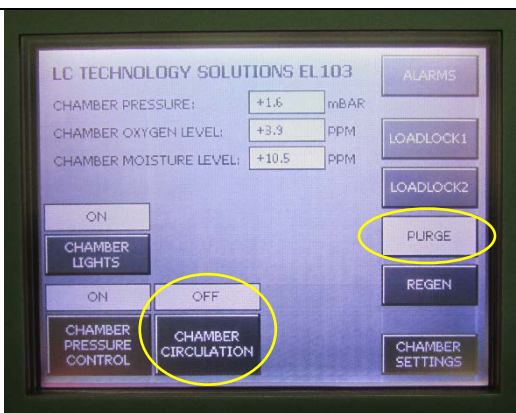 LC TECHNOLOGY SOLUTIONS EL103
ALARMS
CHAMBER PRESSURE: +1.6 mBAR
CHAMBER OXYGEN LEVEL: +3.9 PPM
LOADLOCK1
CHAMBER MOISTURE LEVEL: +10.5 PPM
LOADLOCK2
ON
PURGE
CHAMBER
LIGHTS
REGEN
ON OFF
CHAMBER
PRESSURE
CONTROL
CHAMBER
CIRCULATION
CHAMBER
SETTINGS